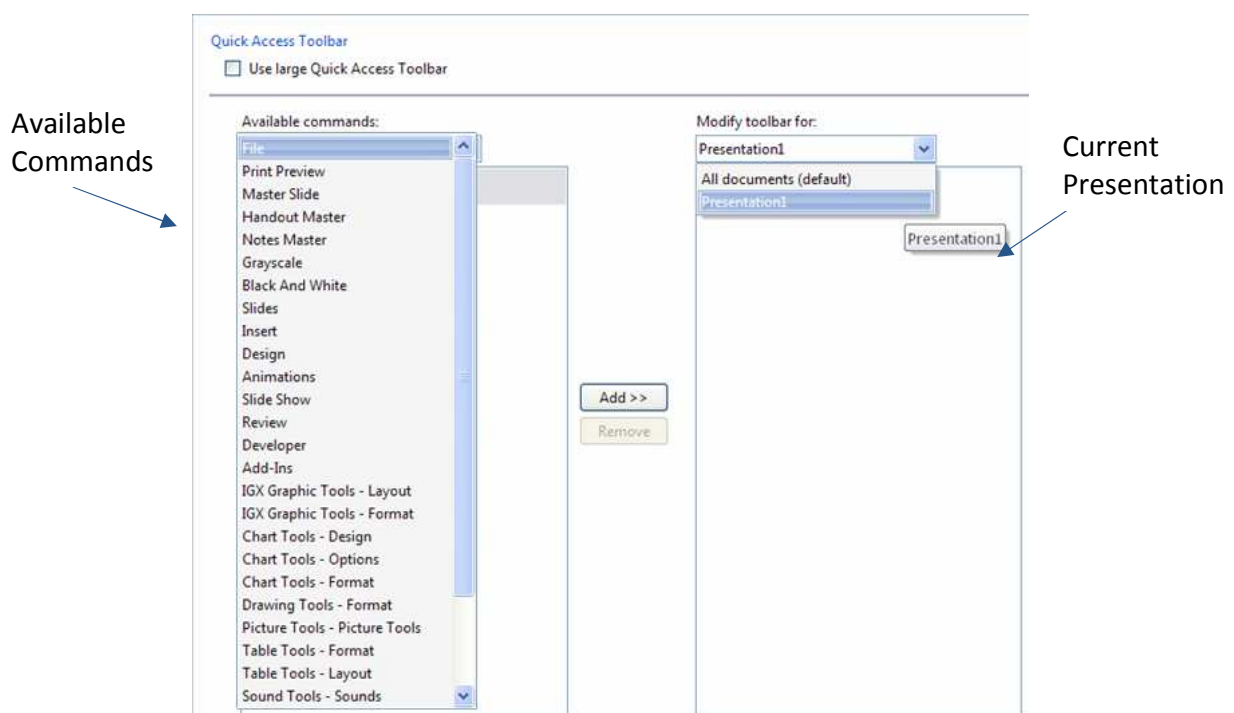 Quick Access Toolbar
Use large Quick Access Toolbar
Available
Commands
Available commands:
File
Print Preview
Master Slide
Handout Master
Notes Master
Grayscale
Black And White
Slides
Insert
Design
Animations
Slide Show
Review
Developer
Add-Ins
IGX Graphic Tools - Layout
IGX Graphic Tools - Format
Chart Tools - Design
Chart Tools - Options
Chart Tools - Format
Drawing Tools - Format
Picture Tools - Picture Tools
Table Tools - Format
Table Tools - Layout
Sound Tools - Sounds
Add >>
Remove
Modify toolbar for:
Presentation1
All documents (default)
Presentation1
Presentation1
Current
Presentation